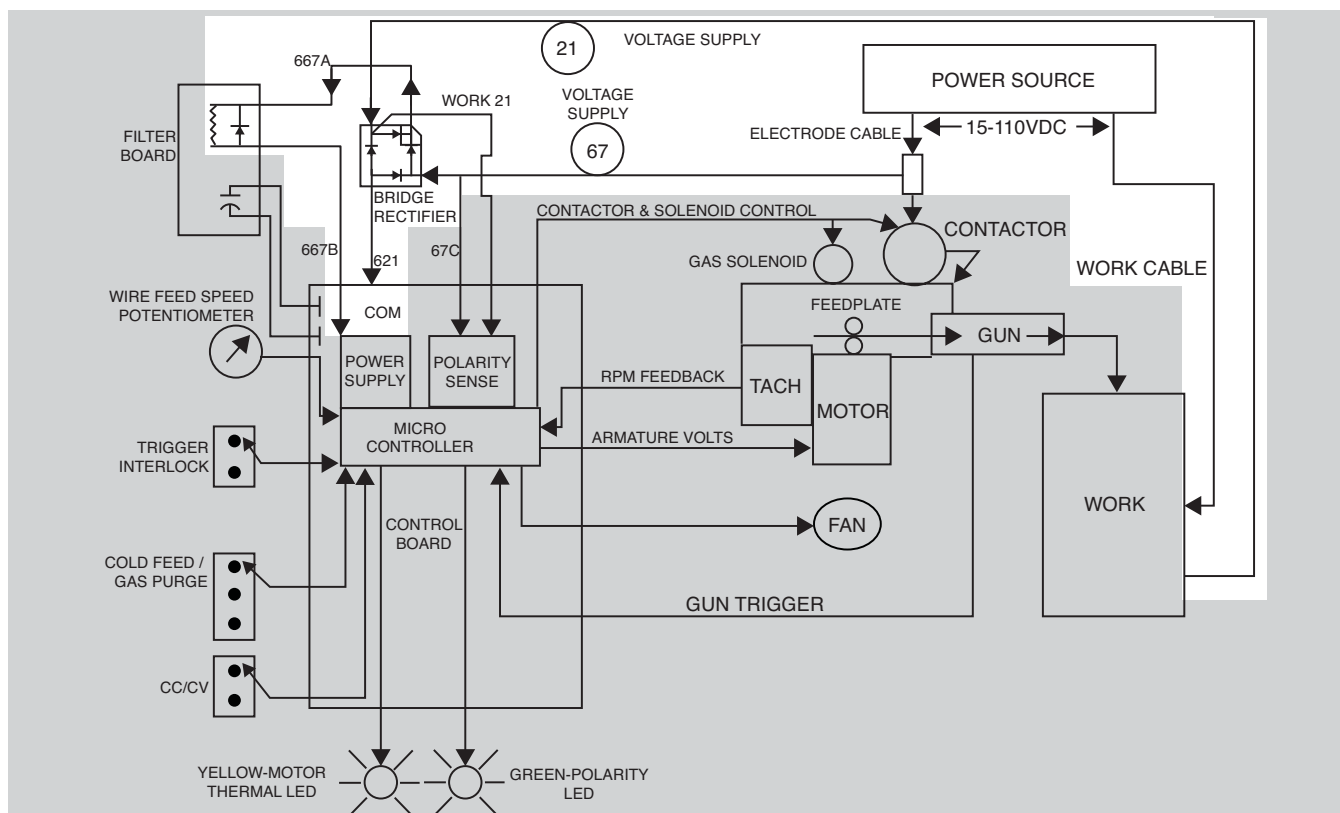 21
VOLTAGE SUPPLY
667A
POWER SOURCE
WORK 21
VOLTAGE
SUPPLY
67
15-110VDC
ELECTRODE CABLE
FILTER
BOARD
BRIDGE
RECTIFIER
CONTACTOR & SOLENOID CONTROL
CONTACTOR
667B
621
67C
GAS SOLENOID
WORK CABLE
WIRE FEED SPEED
POTENTIOMETER
COM
FEEDPLATE
GUN
POWER
SUPPLY
POLARITY
SENSE
RPM FEEDBACK
TACH
MOTOR
MICRO
CONTROLLER
ARMATURE VOLTS
TRIGGER
INTERLOCK
WORK
CONTROL
BOARD
FAN
COLD FEED /
GAS PURGE
GUN TRIGGER
CC/CV
YELLOW-MOTOR
THERMAL LED
GREEN-POLARITY
LED